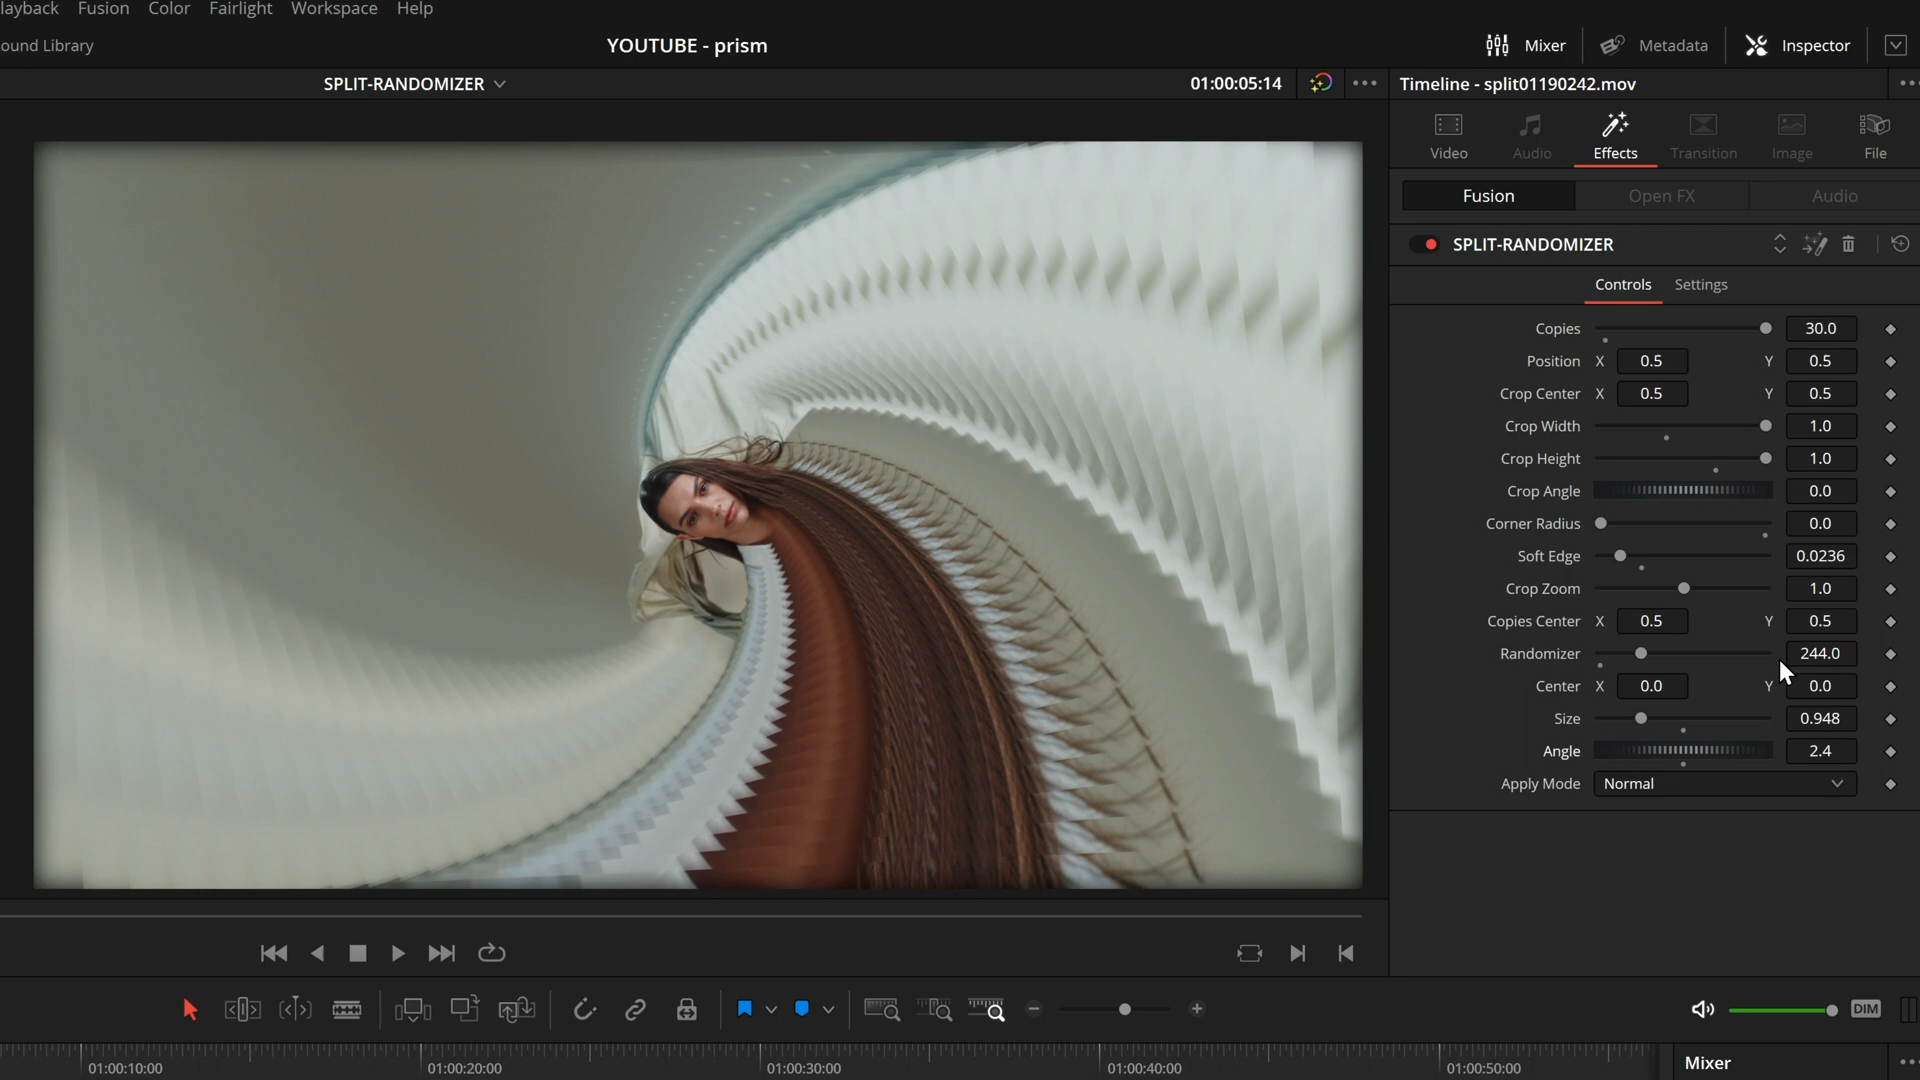 layback Fusion Color Fairlight Workspace Help
ound Library
YOUTUBE - prism
Mixer
Metadata
Inspector
SPLIT-RANDOMIZER
01:00:05:14
Timeline - split01190242.mov
Video
Audio
Effects
Transition
Image
File
Fusion
Open FX
Audio
SPLIT-RANDOMIZER
Controls
Settings
Copies 30.0
Position X 0.5 Y 0.5
Crop Center X 0.5 Y 0.5
Crop Width 1.0
Crop Height 1.0
Crop Angle 0.0
Corner Radius 0.0
Soft Edge 0.0236
Crop Zoom 1.0
Copies Center X 0.5 Y 0.5
Randomizer 244.0
Center X 0.0 Y 0.0
Size 0.948
Angle 2.4
Apply Mode Normal
DIM
01:00:10:00
01:00:20:00
01:00:30:00
01:00:40:00
01:00:50:00
Mixer